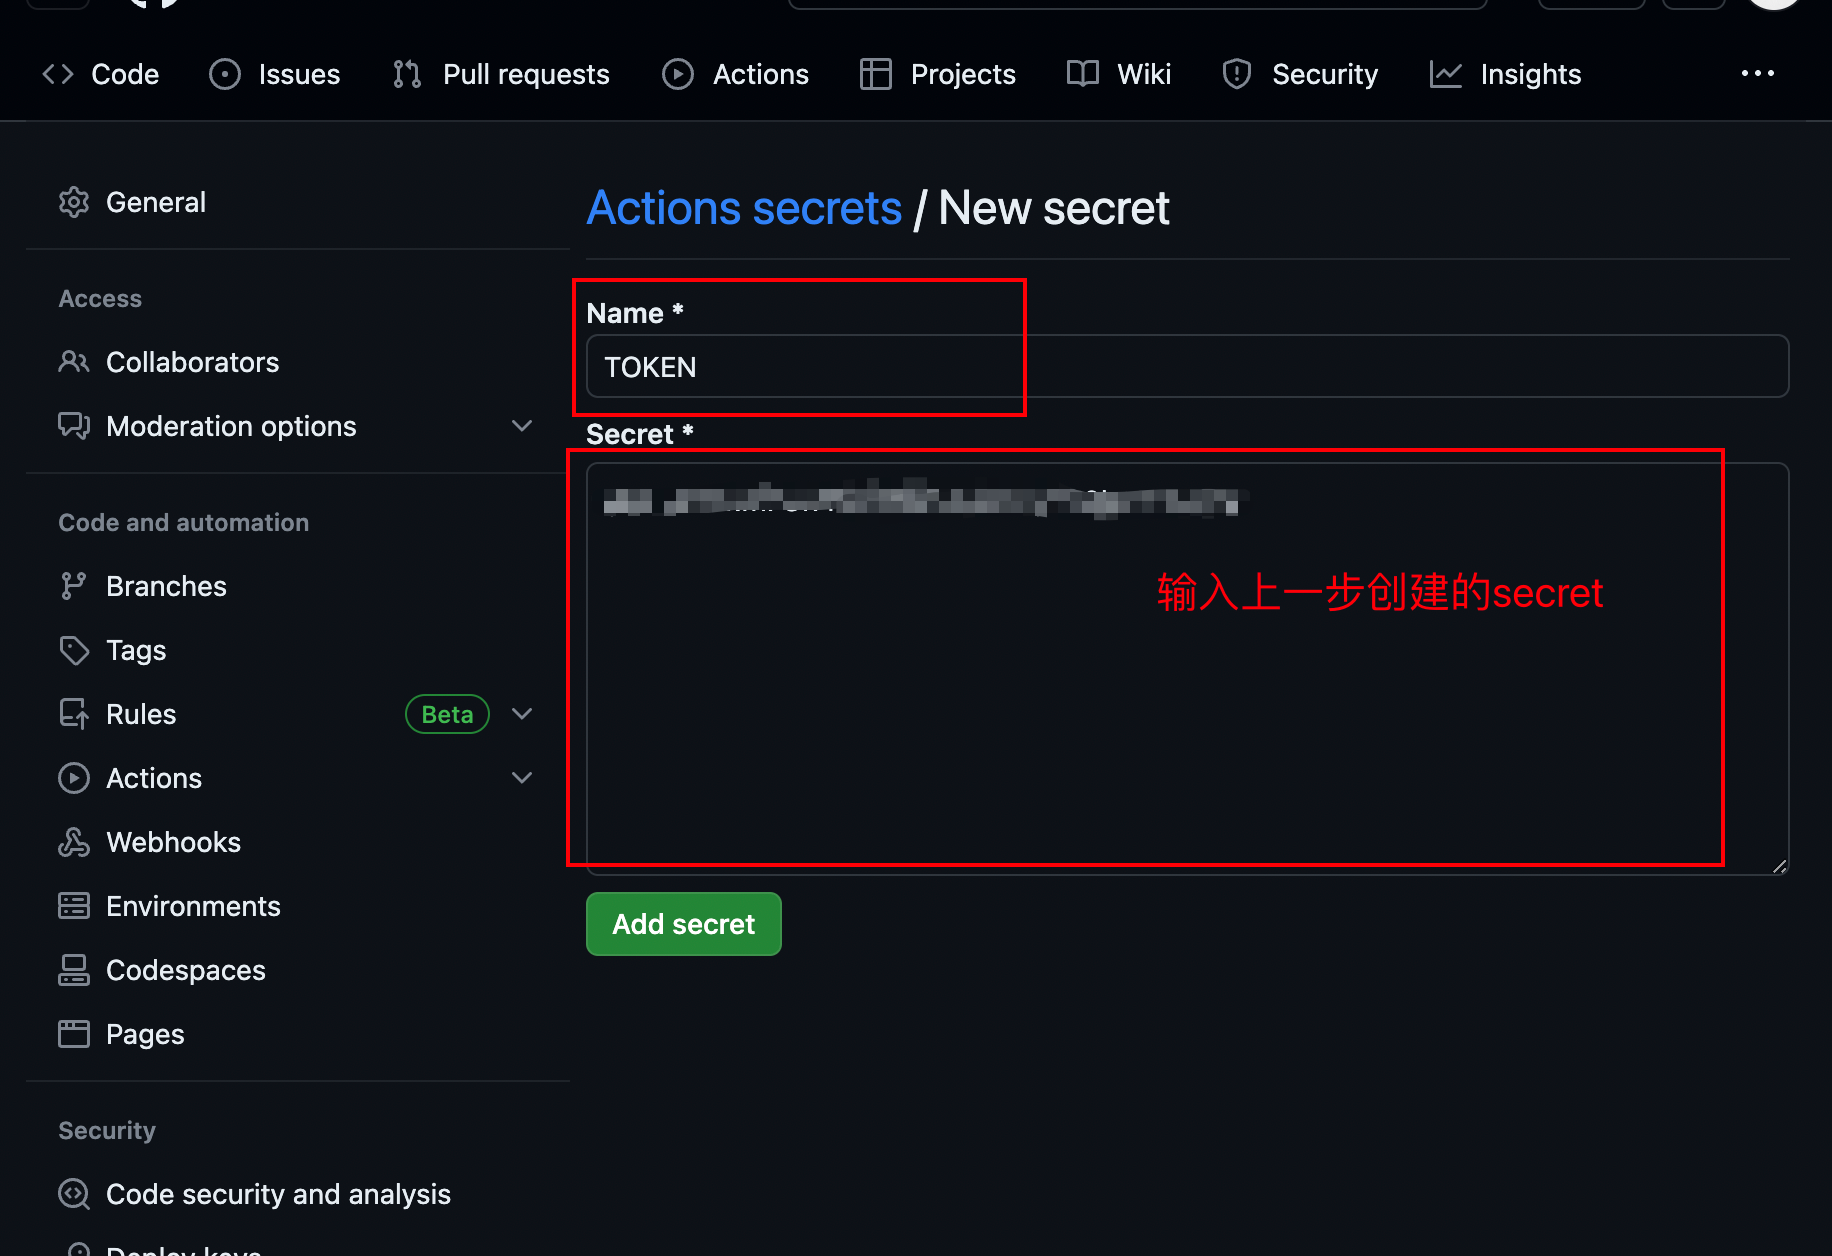 Code Issues Pull requests Actions Projects Wiki Security Insights
General
Access
Collaborators
Moderation options
Code and automation
Branches
Tags
Rules Beta
Actions
Webhooks
Environments
Codespaces
Pages
Security
Code security and analysis
Deploy keys
Actions secrets / New secret
Name *
TOKEN
Secret *
输入上一步创建的secret
Add secret